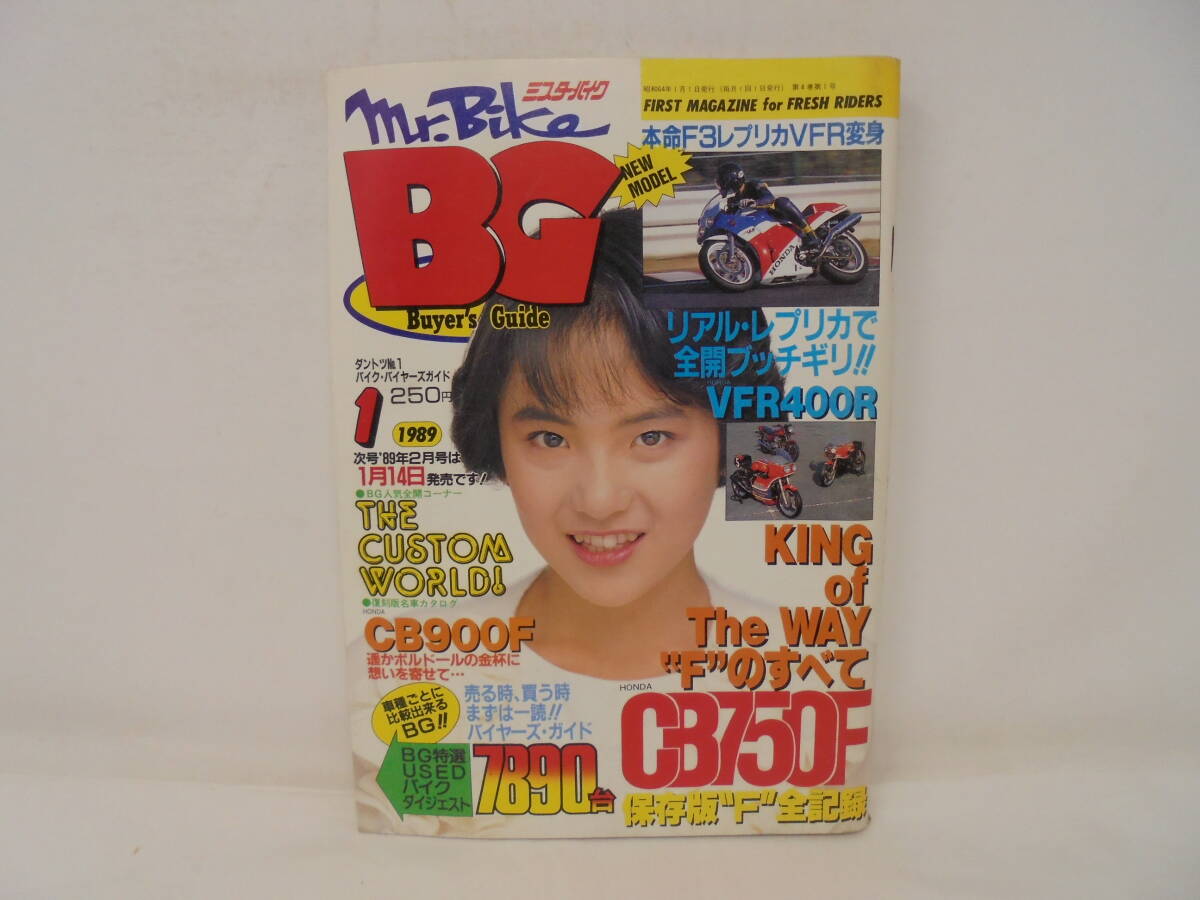 ミスターバイク
Mr.Bike
BG
Buyer's Guide
昭和64年1月1日発行(毎月1回1日発行) 第4巻第1号
FIRST MAGAZINE for FRESH RIDERS
本命F3レプリカVFR変身
NEW
MODEL
HONDA
リアル・レプリカで
全開ブッチギリ!!
HONDA
VFR400R
ダントツNo.1
バイク・バイヤーズガイド
1
250円
1989
次号'89年2月号は
1月14日発売です!
●BG人気全開コーナー
THE
CUSTOM
WORLD!
●復刻版名車カタログ
HONDA
CB900F
遥かボルドールの金杯に
想いを寄せて…
KING
of
The WAY
"F"のすべて
HONDA
CB750F
保存版"F"全記録
車種ごとに
比較出来る
BG!!
売る時、買う時
まずは一読!!
バイヤーズ・ガイド
BG特選
USED
バイク
ダイジェスト
7890台